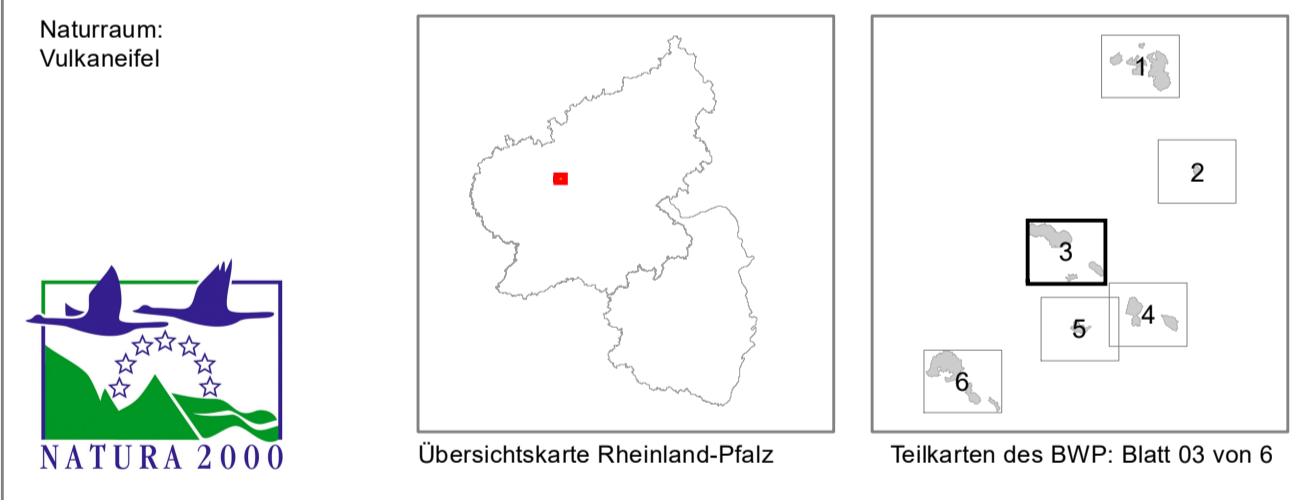 Naturraum:
Vulkaneifel
NATURA 2000
Übersichtskarte Rheinland-Pfalz
1
2
3
4
5
6
Teilkarten des BWP: Blatt 03 von 6